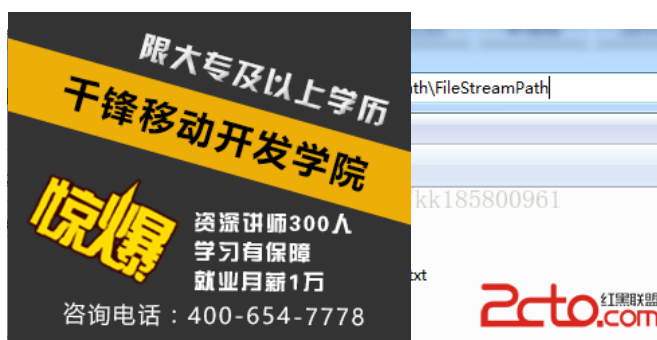 限大专及以上学历
千锋移动开发学院
惊爆
资深讲师300人
学习有保障
就业月薪1万
咨询电话：400-654-7778
th\FileStreamPath
kk185800961
txt
2cto.com
红黑联盟